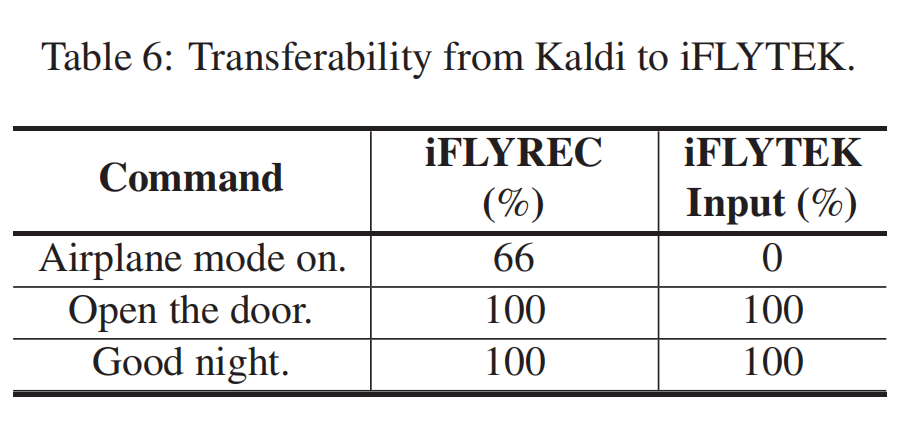 Table 6: Transferability from Kaldi to iFLYTEK.
Command iFLYREC (%) iFLYTEK Input (%)
Airplane mode on. 66 0
Open the door. 100 100
Good night. 100 100